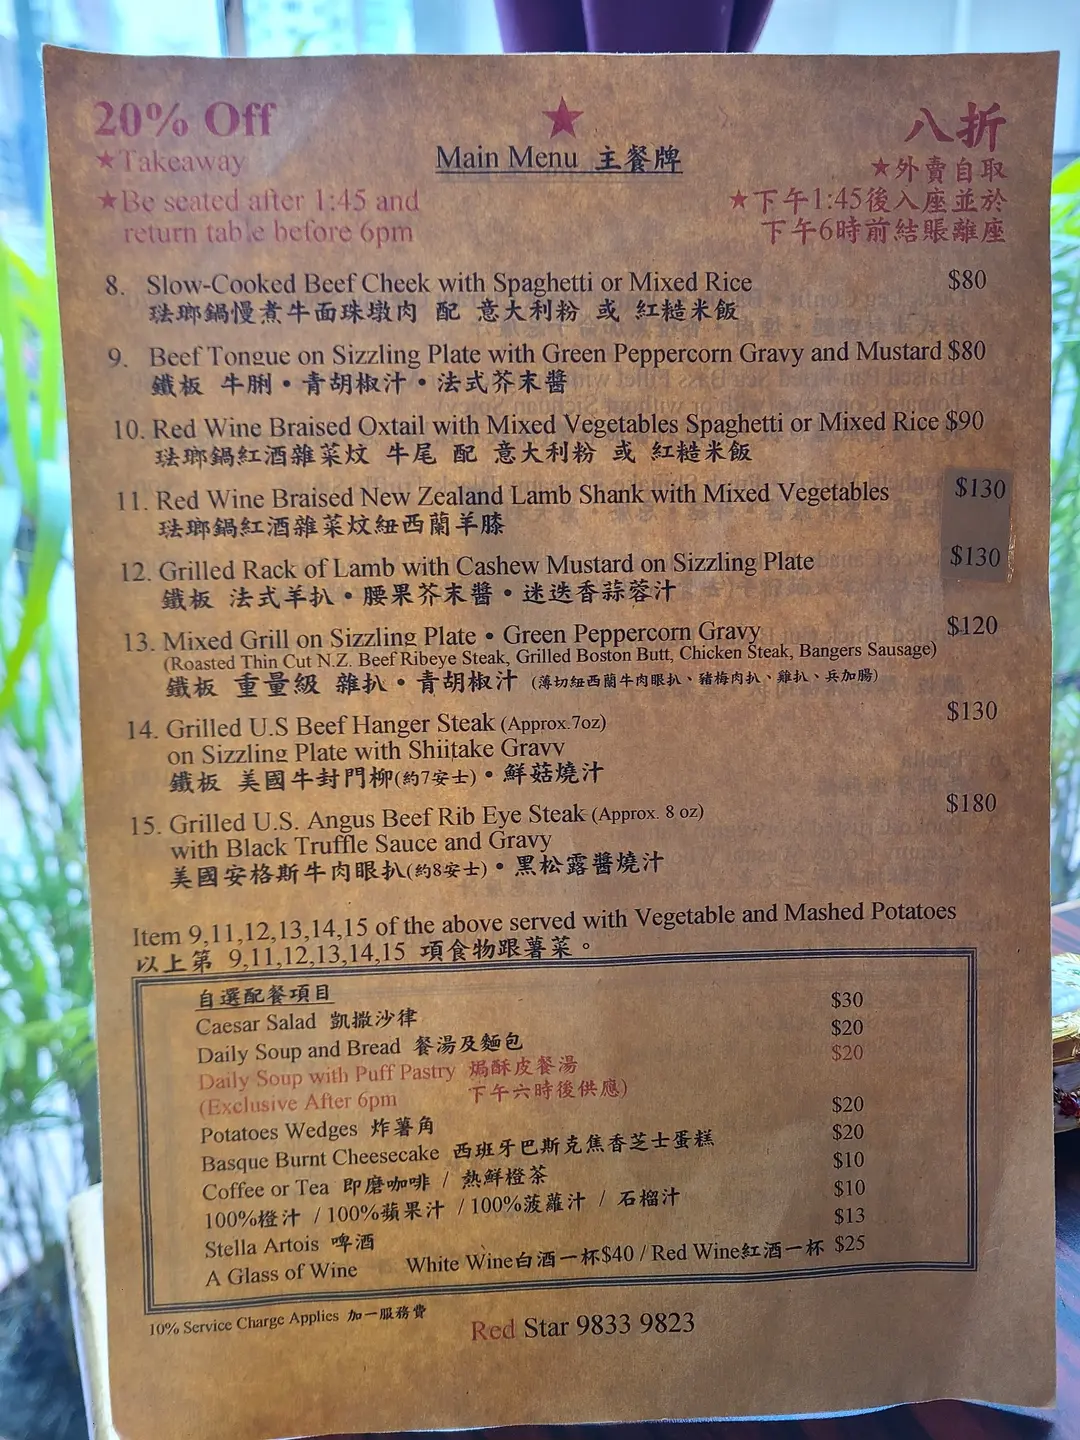 20% Off
★Takeaway
★Be seated after 1:45 and
return table before 6pm
Main Menu 主餐牌
八折
★外賣自取
★下午1:45後入座並於
下午6時前結賬離座
8. Slow-Cooked Beef Cheek with Spaghetti or Mixed Rice $80
琺瑯鍋慢煮牛面珠墩肉 配 意大利粉 或 紅糙米飯
9. Beef Tongue on Sizzling Plate with Green Peppercorn Gravy and Mustard $80
鐵板 牛脷・青胡椒汁・法式芥末醬
10. Red Wine Braised Oxtail with Mixed Vegetables Spaghetti or Mixed Rice $90
琺瑯鍋紅酒雜菜炆 牛尾 配 意大利粉 或 紅糙米飯
11. Red Wine Braised New Zealand Lamb Shank with Mixed Vegetables $130
琺瑯鍋紅酒雜菜炆紐西蘭羊膝
12. Grilled Rack of Lamb with Cashew Mustard on Sizzling Plate $130
鐵板 法式羊扒・腰果芥末醬・迷迭香蒜蓉汁
13. Mixed Grill on Sizzling Plate • Green Peppercorn Gravy $120
(Roasted Thin Cut N.Z. Beef Ribeye Steak, Grilled Boston Butt, Chicken Steak, Bangers Sausage)
鐵板 重量級 雜扒・青胡椒汁 (薄切紐西蘭牛肉眼扒、豬梅肉扒、雞扒、兵加腸)
14. Grilled U.S Beef Hanger Steak (Approx.7oz) $130
on Sizzling Plate with Shiitake Gravy
鐵板 美國牛封門柳(約7安士)・鮮菇燒汁
15. Grilled U.S. Angus Beef Rib Eye Steak (Approx. 8 oz) $180
with Black Truffle Sauce and Gravy
美國安格斯牛肉眼扒(約8安士)・黑松露醬燒汁
Item 9,11,12,13,14,15 of the above served with Vegetable and Mashed Potatoes
以上第 9,11,12,13,14,15 項食物跟薯菜。
自選配餐項目
Caesar Salad 凱撒沙律 $30
Daily Soup and Bread 餐湯及麵包 $20
Daily Soup with Puff Pastry 焗酥皮餐湯 $20
(Exclusive After 6pm 下午六時後供應)
Potatoes Wedges 炸薯角 $20
Basque Burnt Cheesecake 西班牙巴斯克焦香芝士蛋糕 $20
Coffee or Tea 即磨咖啡 / 熱鮮橙茶 $10
100%橙汁 / 100%蘋果汁 / 100%菠蘿汁 / 石榴汁 $10
Stella Artois 啤酒 $13
A Glass of Wine White Wine白酒一杯$40 / Red Wine紅酒一杯 $25
10% Service Charge Applies 加一服務費
Red Star 9833 9823